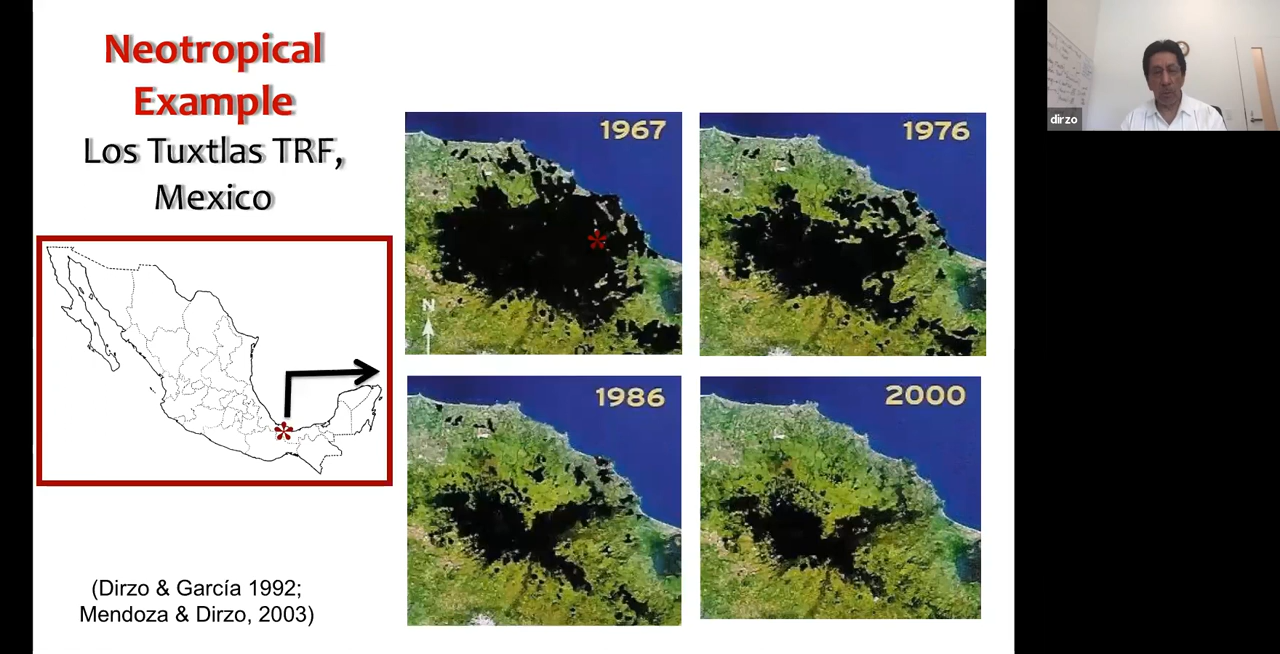 Neotropical
Example
Los Tuxtlas TRF,
Mexico
(Dirzo & García 1992;
Mendoza & Dirzo, 2003)
1967
N
1976
1986
2000
dirzo